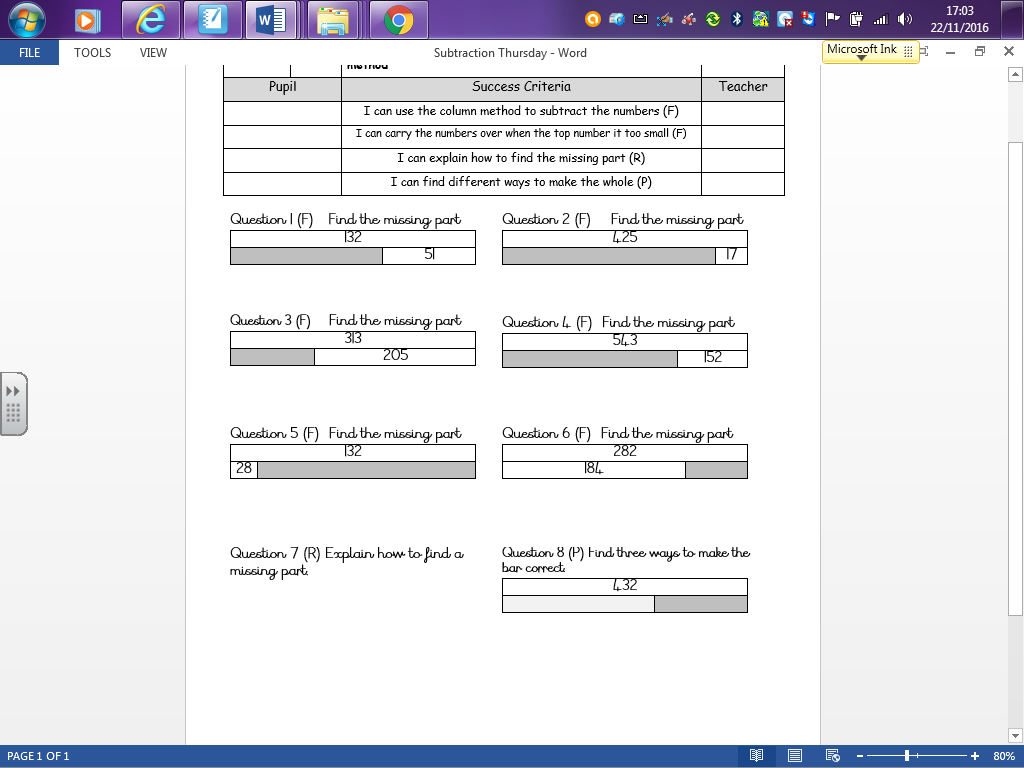 17:03
22/11/2016
FILE TOOLS VIEW Subtraction Thursday - Word Microsoft Ink
method
Pupil Success Criteria Teacher
I can use the column method to subtract the numbers (F)
I can carry the numbers over when the top number it too small (F)
I can explain how to find the missing part (R)
I can find different ways to make the whole (P)
Question 1 (F) Find the missing part
132
51
Question 2 (F) Find the missing part
425
17
Question 3 (F) Find the missing part
313
205
Question 4 (F) Find the missing part
543
152
Question 5 (F) Find the missing part
132
28
Question 6 (F) Find the missing part
282
184
Question 7 (R) Explain how to find a
missing part.
Question 8 (P) Find three ways to make the
bar correct.
432
PAGE 1 OF 1 80%